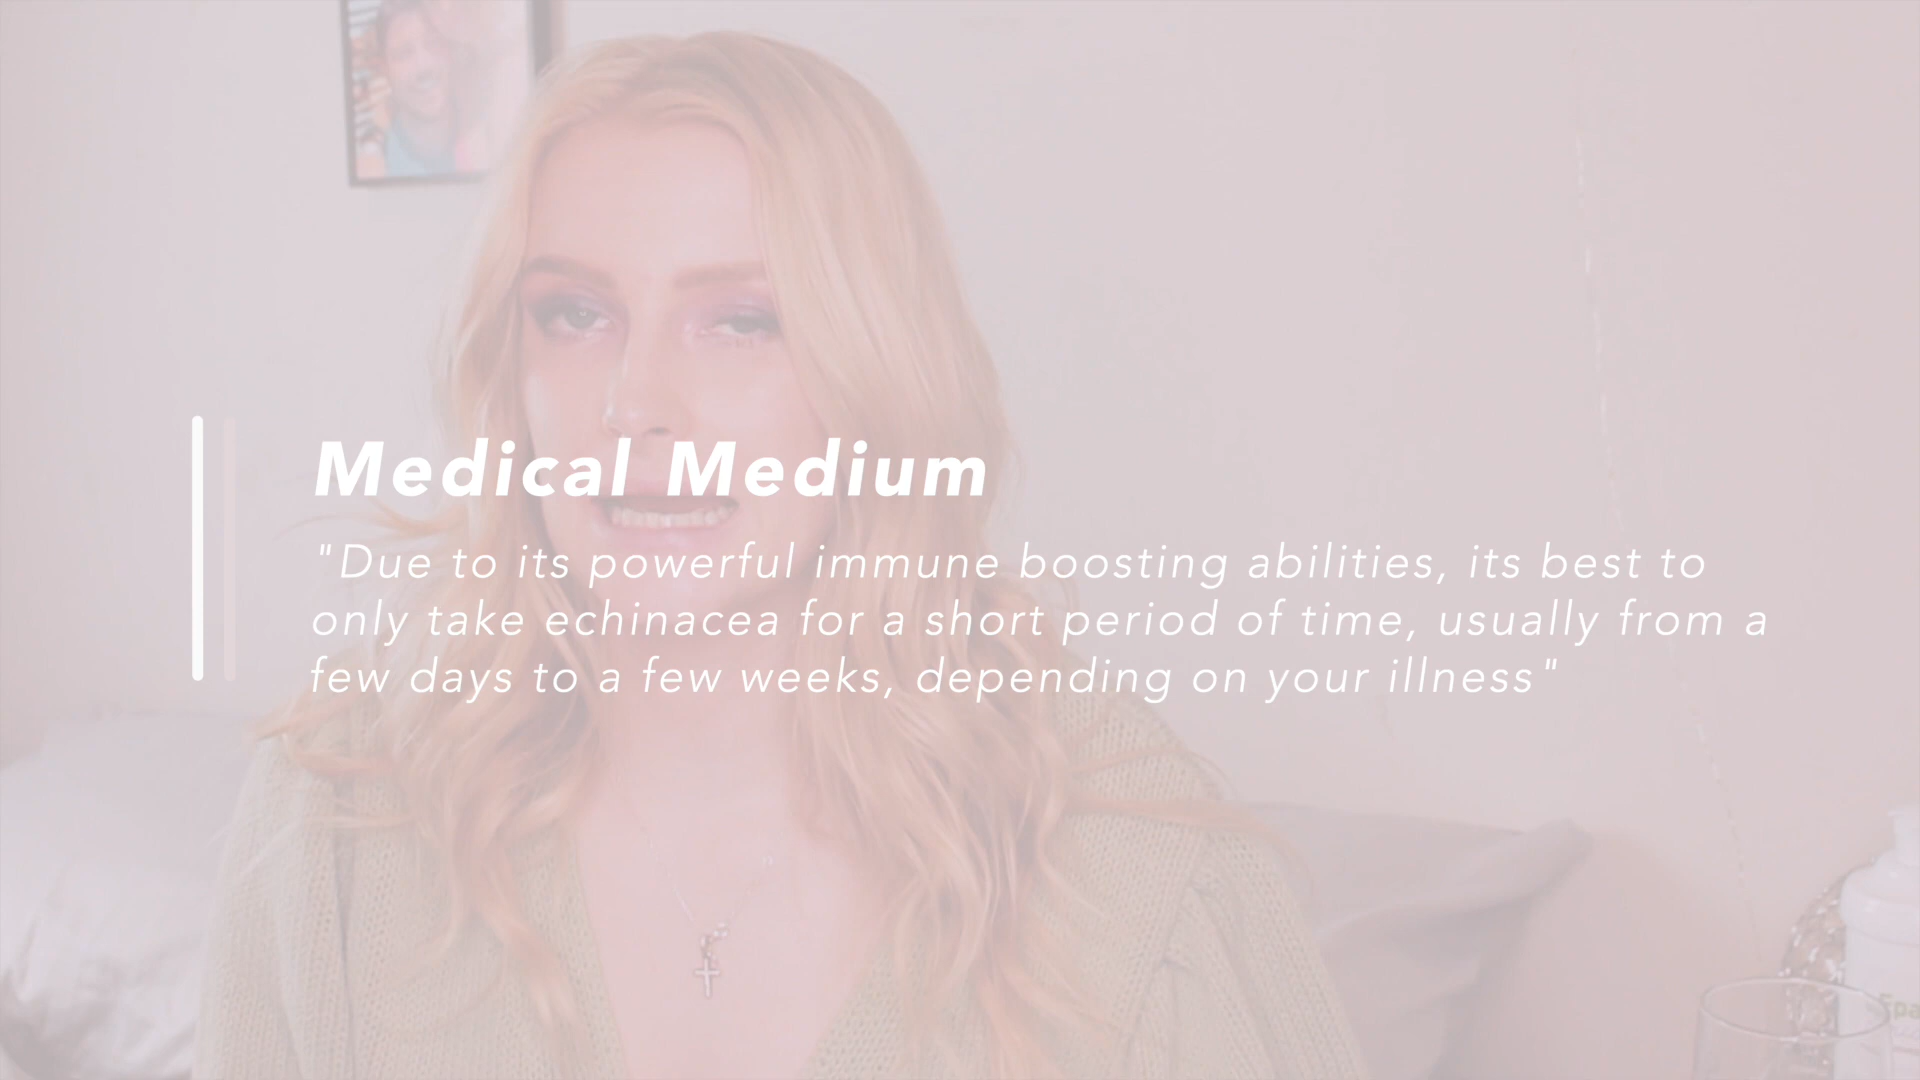 Medical Medium
"Due to its powerful immune boosting abilities, its best to
only take echinacea for a short period of time, usually from a
few days to a few weeks, depending on your illness"